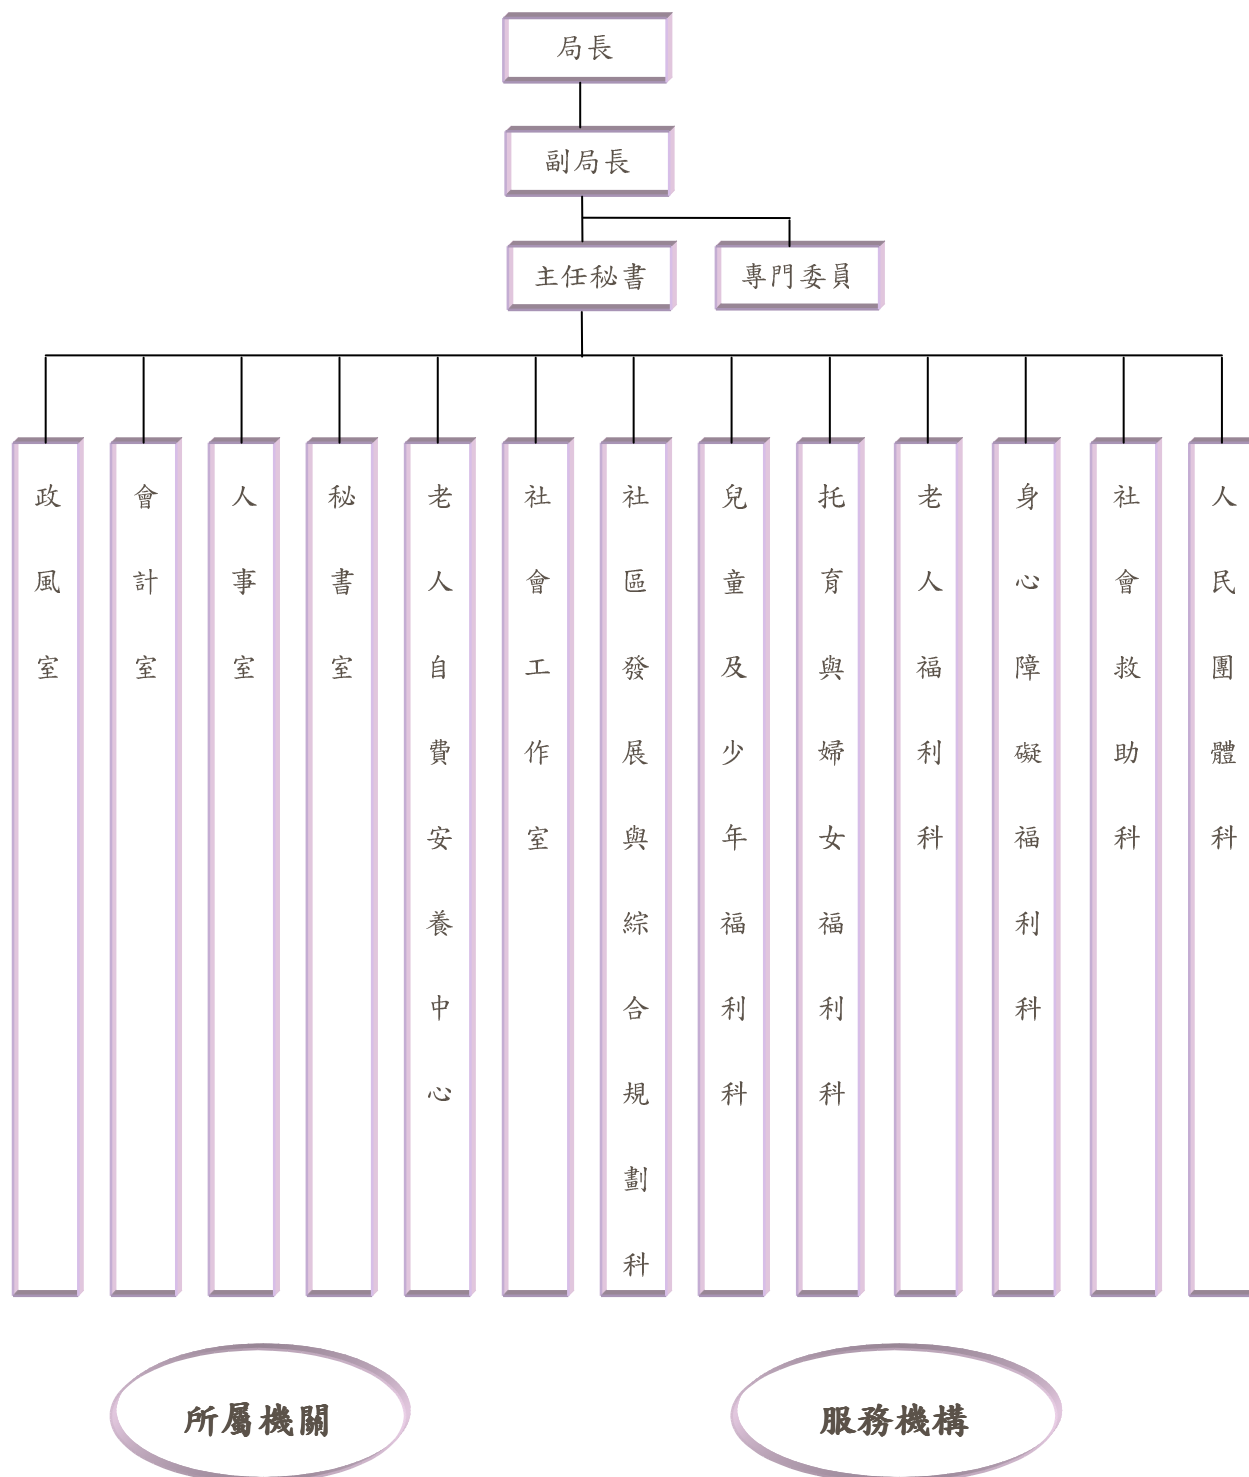 局長
副局長
主任秘書
專門委員
政風室
會計室
人事室
秘書室
老人自費安養中心
社會工作室
社區發展與綜合規劃科
兒童及少年福利科
托育與婦女福利科
老人福利科
身心障礙福利科
社會救助科
人民團體科
所屬機關
服務機構